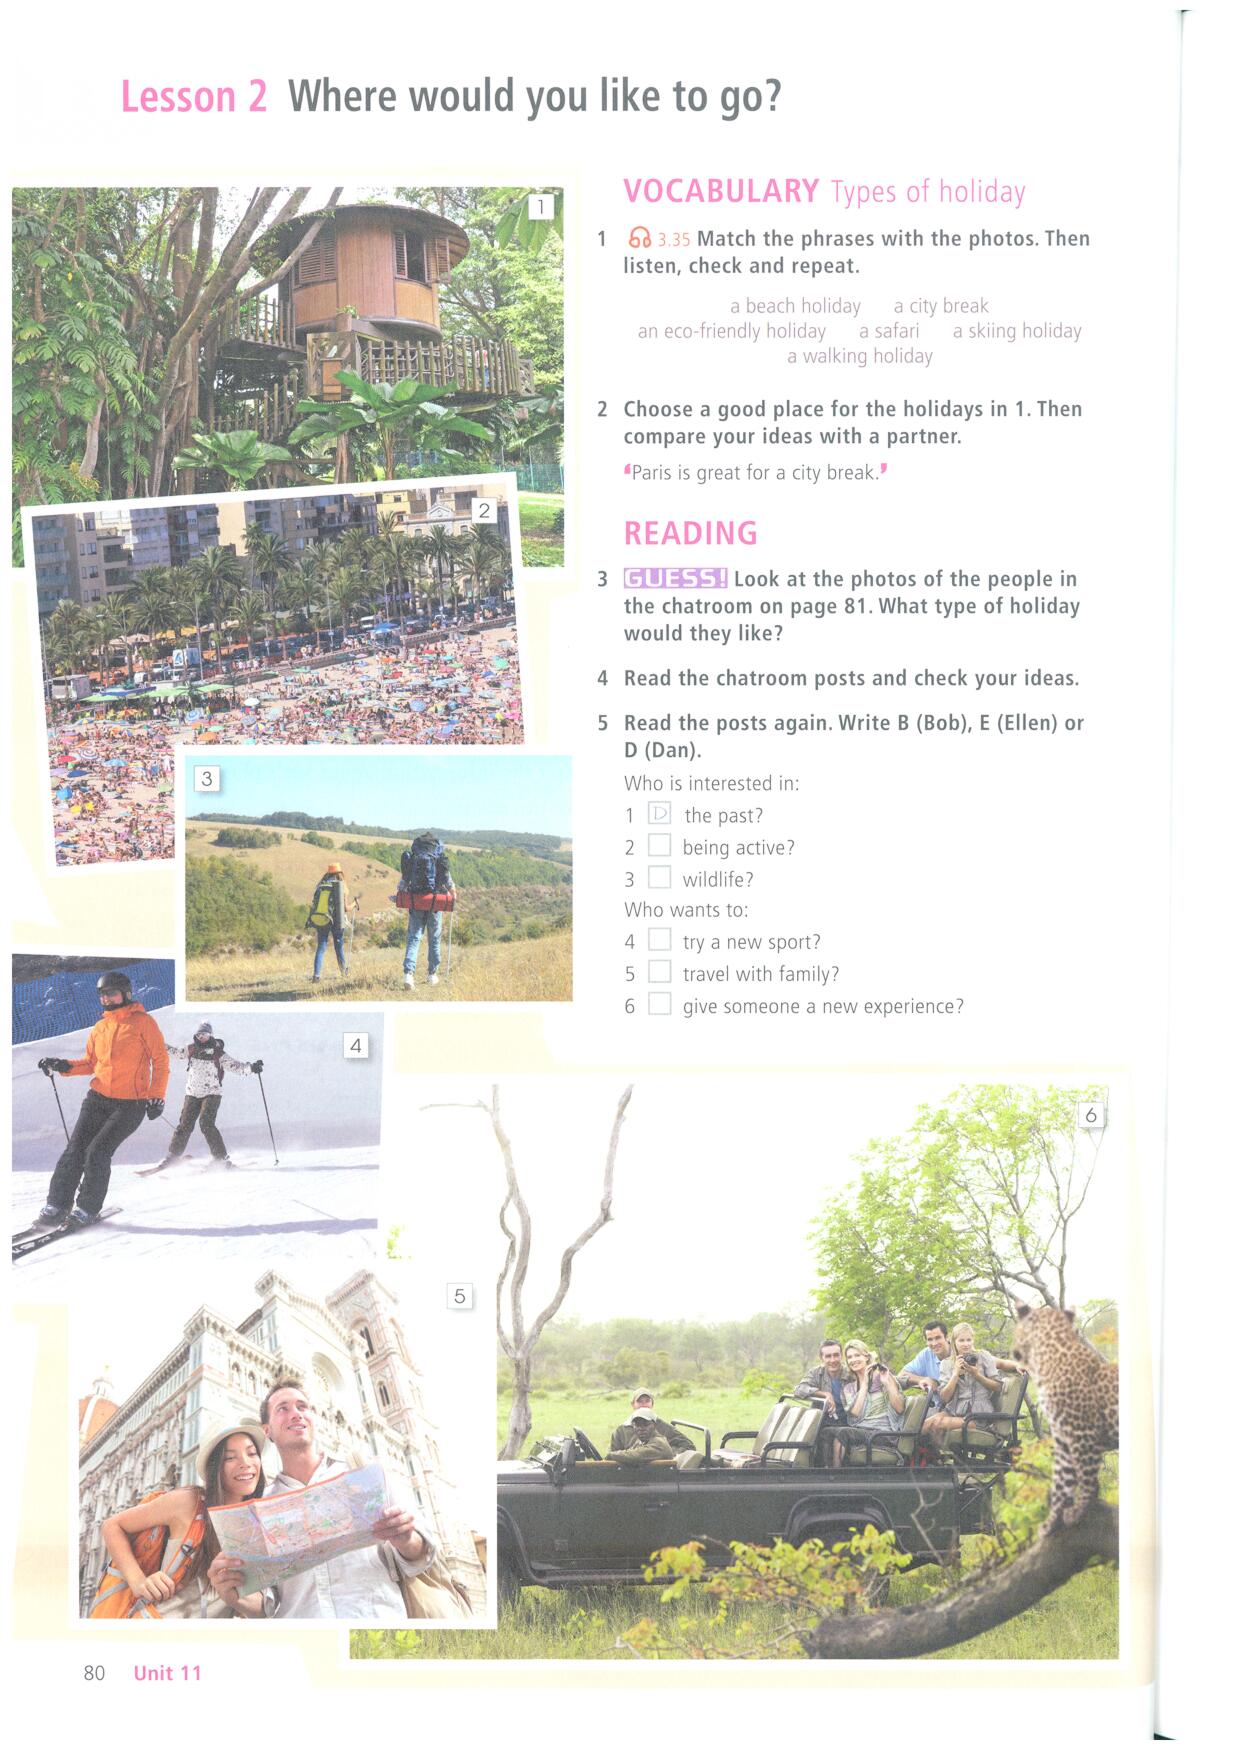 Lesson 2 Where would you like to go?
1
2
3
4
5
6
VOCABULARY Types of holiday
1 3.35 Match the phrases with the photos. Then
listen, check and repeat.
a beach holiday a city break
an eco-friendly holiday a safari a skiing holiday
a walking holiday
2 Choose a good place for the holidays in 1. Then
compare your ideas with a partner.
‘Paris is great for a city break.’
READING
3 GUESS! Look at the photos of the people in
the chatroom on page 81. What type of holiday
would they like?
4 Read the chatroom posts and check your ideas.
5 Read the posts again. Write B (Bob), E (Ellen) or
D (Dan).
Who is interested in:
1 D the past?
2 being active?
3 wildlife?
Who wants to:
4 try a new sport?
5 travel with family?
6 give someone a new experience?
80 Unit 11